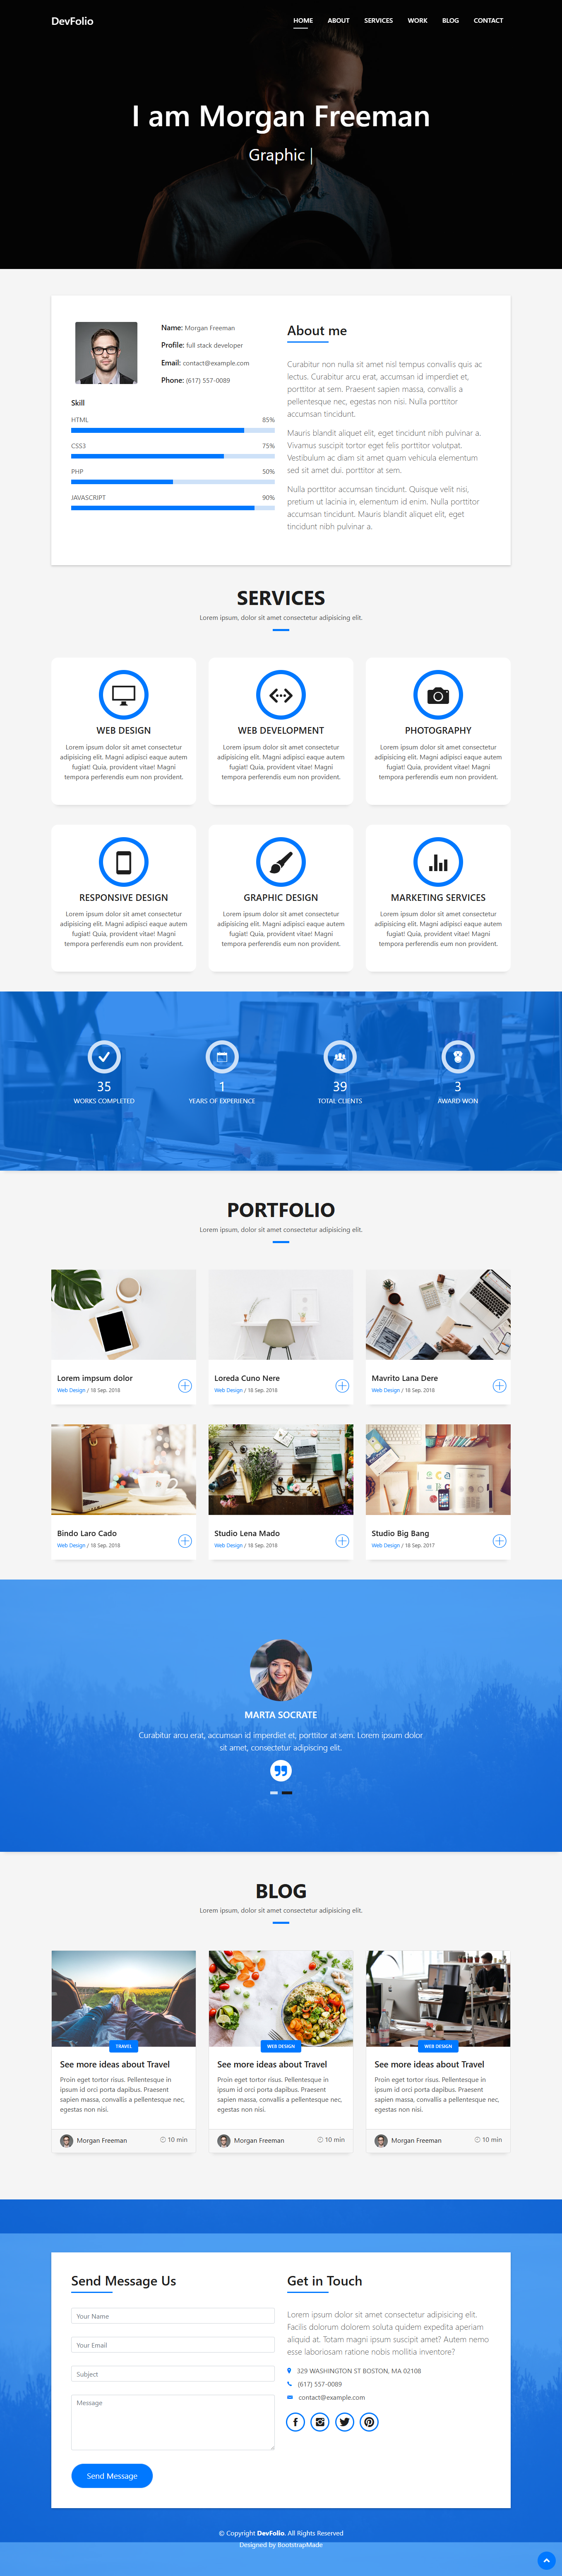 DevFolio
HOME ABOUT SERVICES WORK BLOG CONTACT
I am Morgan Freeman
Graphic |
Name: Morgan Freeman
Profile: full stack developer
Email: contact@example.com
Phone: (617) 557-0089
Skill
HTML 85%
CSS3 75%
PHP 50%
JAVASCRIPT 90%
About me
Curabitur non nulla sit amet nisl tempus convallis quis ac
lectus. Curabitur arcu erat, accumsan id imperdiet et,
porttitor at sem. Praesent sapien massa, convallis a
pellentesque nec, egestas non nisi. Nulla porttitor
accumsan tincidunt.
Mauris blandit aliquet elit, eget tincidunt nibh pulvinar a.
Vivamus suscipit tortor eget felis porttitor volutpat.
Vestibulum ac diam sit amet quam vehicula elementum
sed sit amet dui. porttitor at sem.
Nulla porttitor accumsan tincidunt. Quisque velit nisi,
pretium ut lacinia in, elementum id enim. Nulla porttitor
accumsan tincidunt. Mauris blandit aliquet elit, eget
tincidunt nibh pulvinar a.
SERVICES
Lorem ipsum, dolor sit amet consectetur adipisicing elit.
WEB DESIGN
Lorem ipsum dolor sit amet consectetur
adipisicing elit. Magni adipisci eaque autem
fugiat! Quia, provident vitae! Magni
tempora perferendis eum non provident.
WEB DEVELOPMENT
Lorem ipsum dolor sit amet consectetur
adipisicing elit. Magni adipisci eaque autem
fugiat! Quia, provident vitae! Magni
tempora perferendis eum non provident.
PHOTOGRAPHY
Lorem ipsum dolor sit amet consectetur
adipisicing elit. Magni adipisci eaque autem
fugiat! Quia, provident vitae! Magni
tempora perferendis eum non provident.
RESPONSIVE DESIGN
Lorem ipsum dolor sit amet consectetur
adipisicing elit. Magni adipisci eaque autem
fugiat! Quia, provident vitae! Magni
tempora perferendis eum non provident.
GRAPHIC DESIGN
Lorem ipsum dolor sit amet consectetur
adipisicing elit. Magni adipisci eaque autem
fugiat! Quia, provident vitae! Magni
tempora perferendis eum non provident.
MARKETING SERVICES
Lorem ipsum dolor sit amet consectetur
adipisicing elit. Magni adipisci eaque autem
fugiat! Quia, provident vitae! Magni
tempora perferendis eum non provident.
35
WORKS COMPLETED
1
YEARS OF EXPERIENCE
39
TOTAL CLIENTS
3
AWARD WON
PORTFOLIO
Lorem ipsum, dolor sit amet consectetur adipisicing elit.
Lorem impsum dolor
Web Design / 18 Sep. 2018
Loreda Cuno Nere
Web Design / 18 Sep. 2018
Mavrito Lana Dere
Web Design / 18 Sep. 2018
Bindo Laro Cado
Web Design / 18 Sep. 2018
Studio Lena Mado
Web Design / 18 Sep. 2018
Studio Big Bang
Web Design / 18 Sep. 2017
MARTA SOCRATE
Curabitur arcu erat, accumsan id imperdiet et, porttitor at sem. Lorem ipsum dolor
sit amet, consectetur adipiscing elit.
BLOG
Lorem ipsum, dolor sit amet consectetur adipisicing elit.
TRAVEL
See more ideas about Travel
Proin eget tortor risus. Pellentesque in
ipsum id orci porta dapibus. Praesent
sapien massa, convallis a pellentesque nec,
egestas non nisi.
Morgan Freeman 10 min
WEB DESIGN
See more ideas about Travel
Proin eget tortor risus. Pellentesque in
ipsum id orci porta dapibus. Praesent
sapien massa, convallis a pellentesque nec,
egestas non nisi.
Morgan Freeman 10 min
WEB DESIGN
See more ideas about Travel
Proin eget tortor risus. Pellentesque in
ipsum id orci porta dapibus. Praesent
sapien massa, convallis a pellentesque nec,
egestas non nisi.
Morgan Freeman 10 min
Send Message Us
Your Name
Your Email
Subject
Message
Send Message
Get in Touch
Lorem ipsum dolor sit amet consectetur adipisicing elit.
Facilis dolorum dolorem soluta quidem expedita aperiam
aliquid at. Totam magni ipsum suscipit amet? Autem nemo
esse laboriosam ratione nobis mollitia inventore?
329 WASHINGTON ST BOSTON, MA 02108
(617) 557-0089
contact@example.com
© Copyright DevFolio. All Rights Reserved
Designed by BootstrapMade